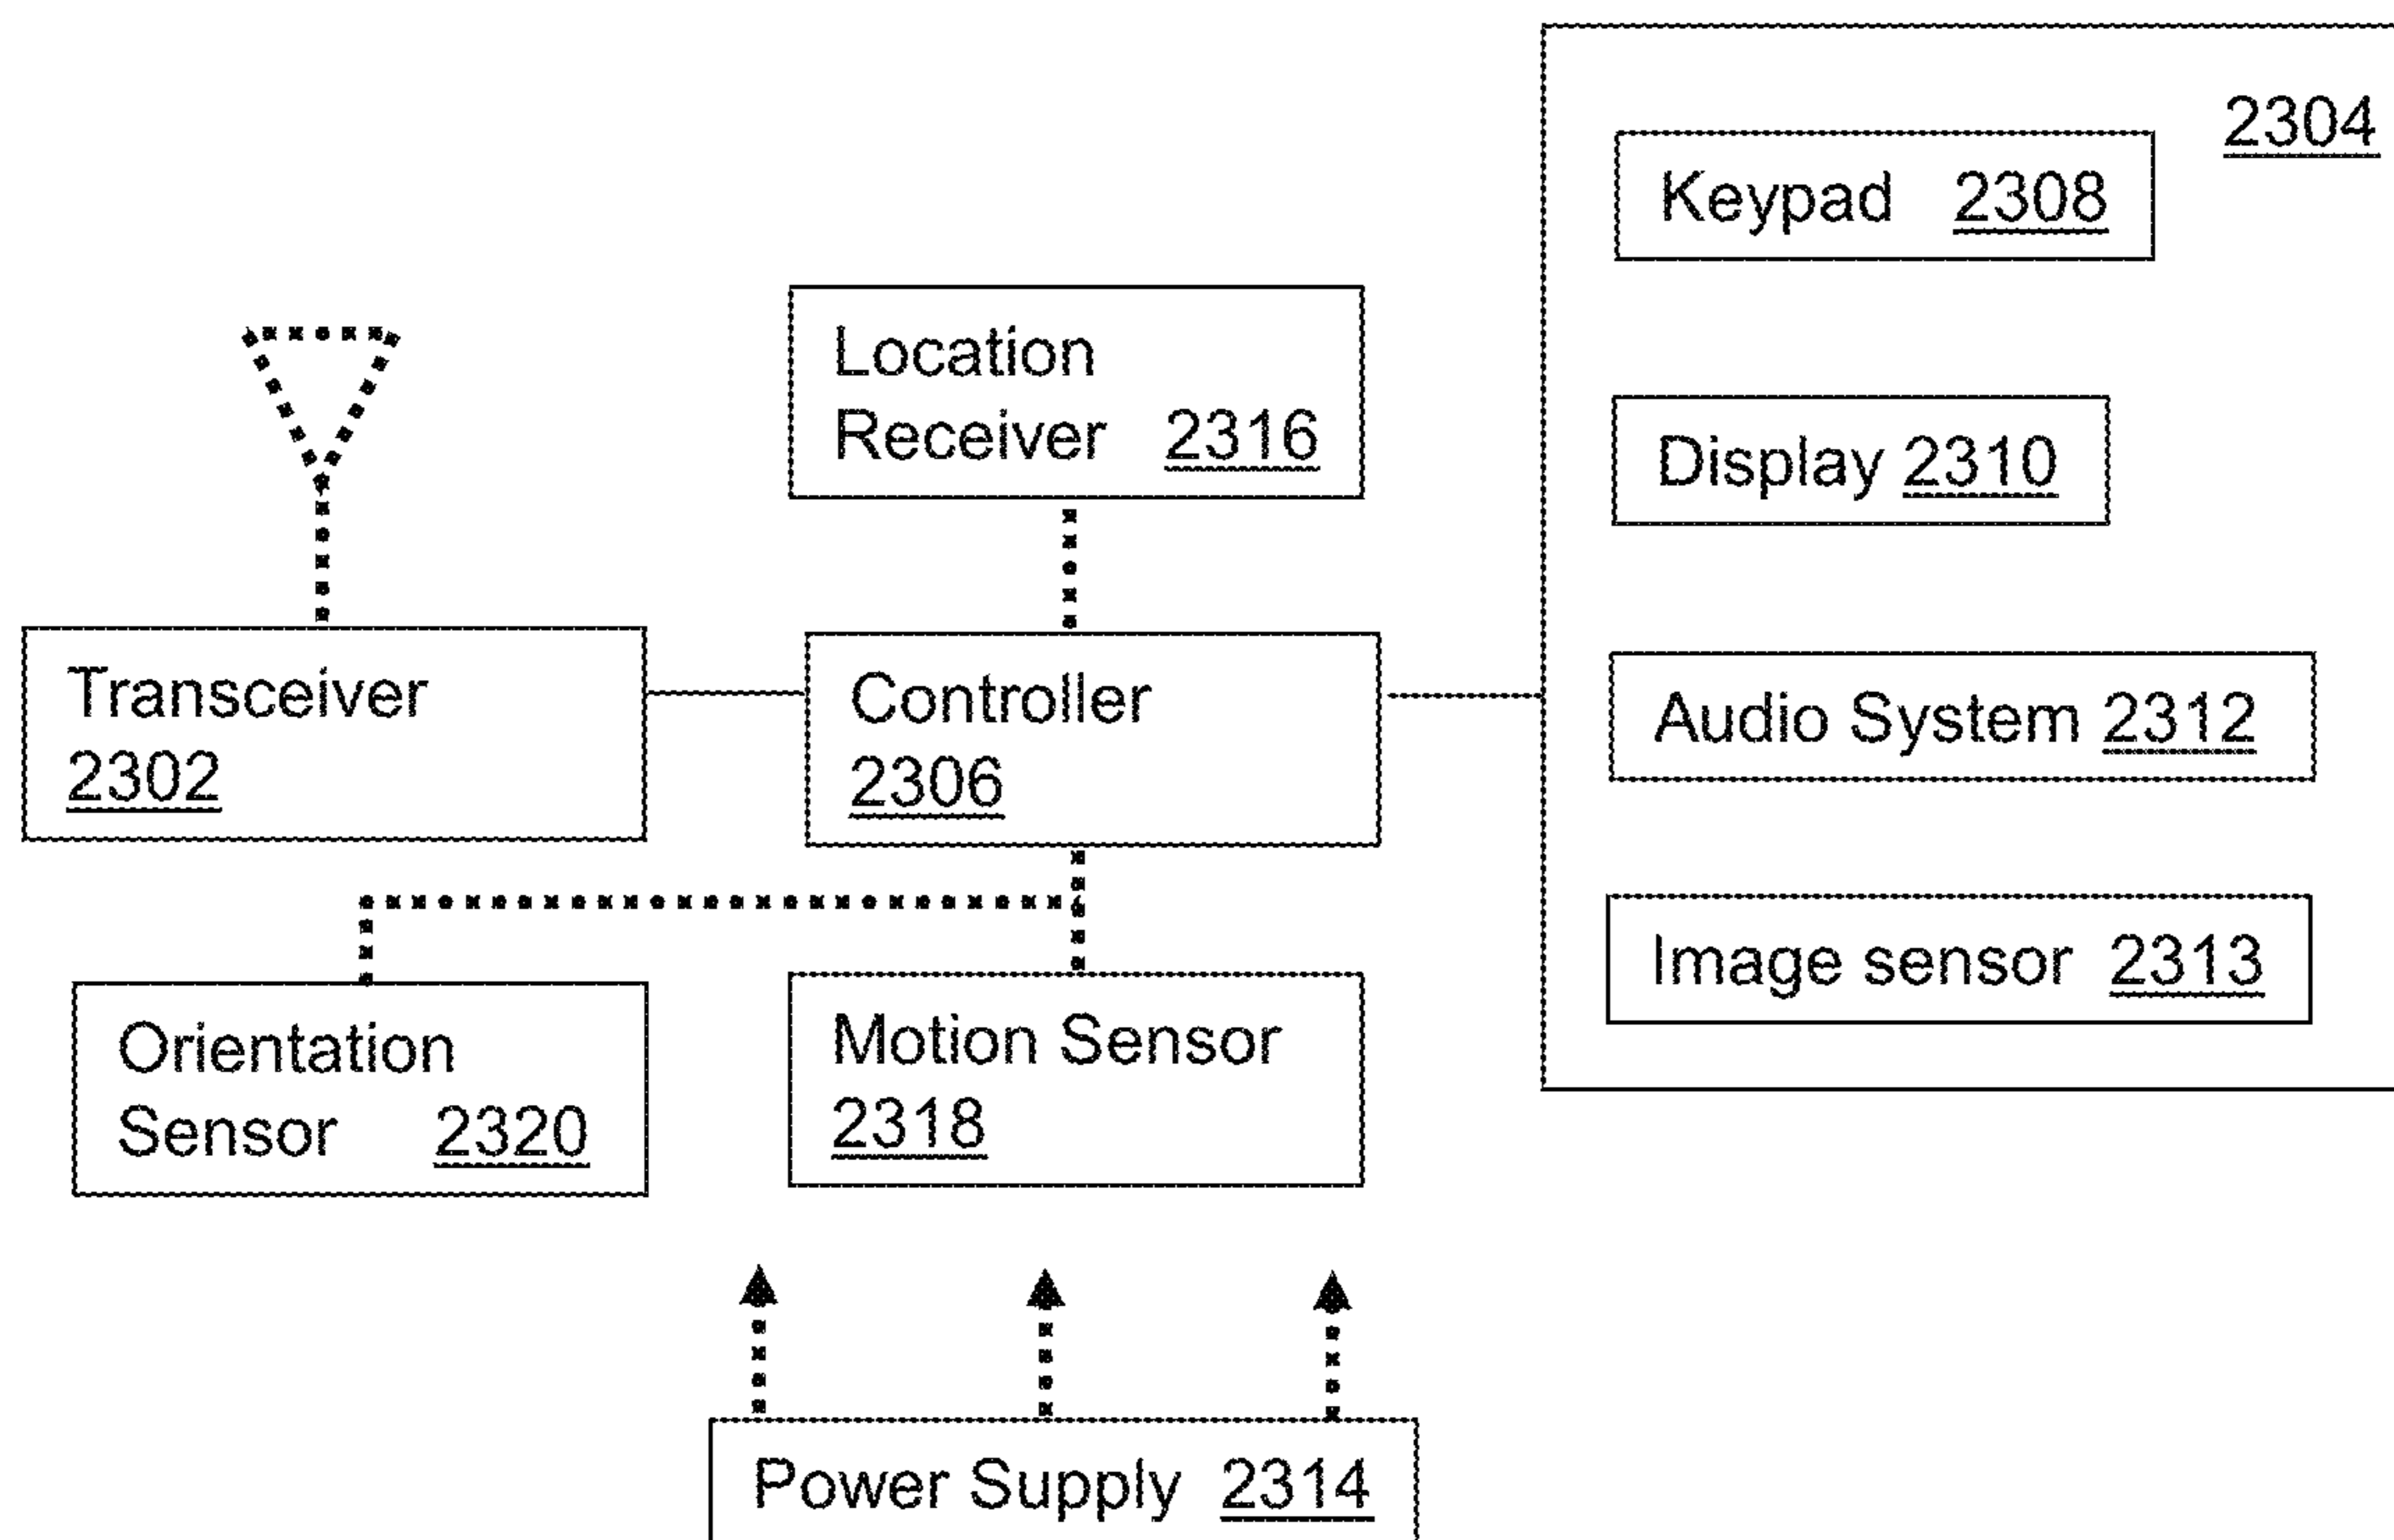 2304
Keypad 2308
Location
Receiver 2316
Display 2310
Transceiver
2302
Controller
2306
Audio System 2312
Image sensor 2313
Orientation
Sensor 2320
Motion Sensor
2318
Power Supply 2314